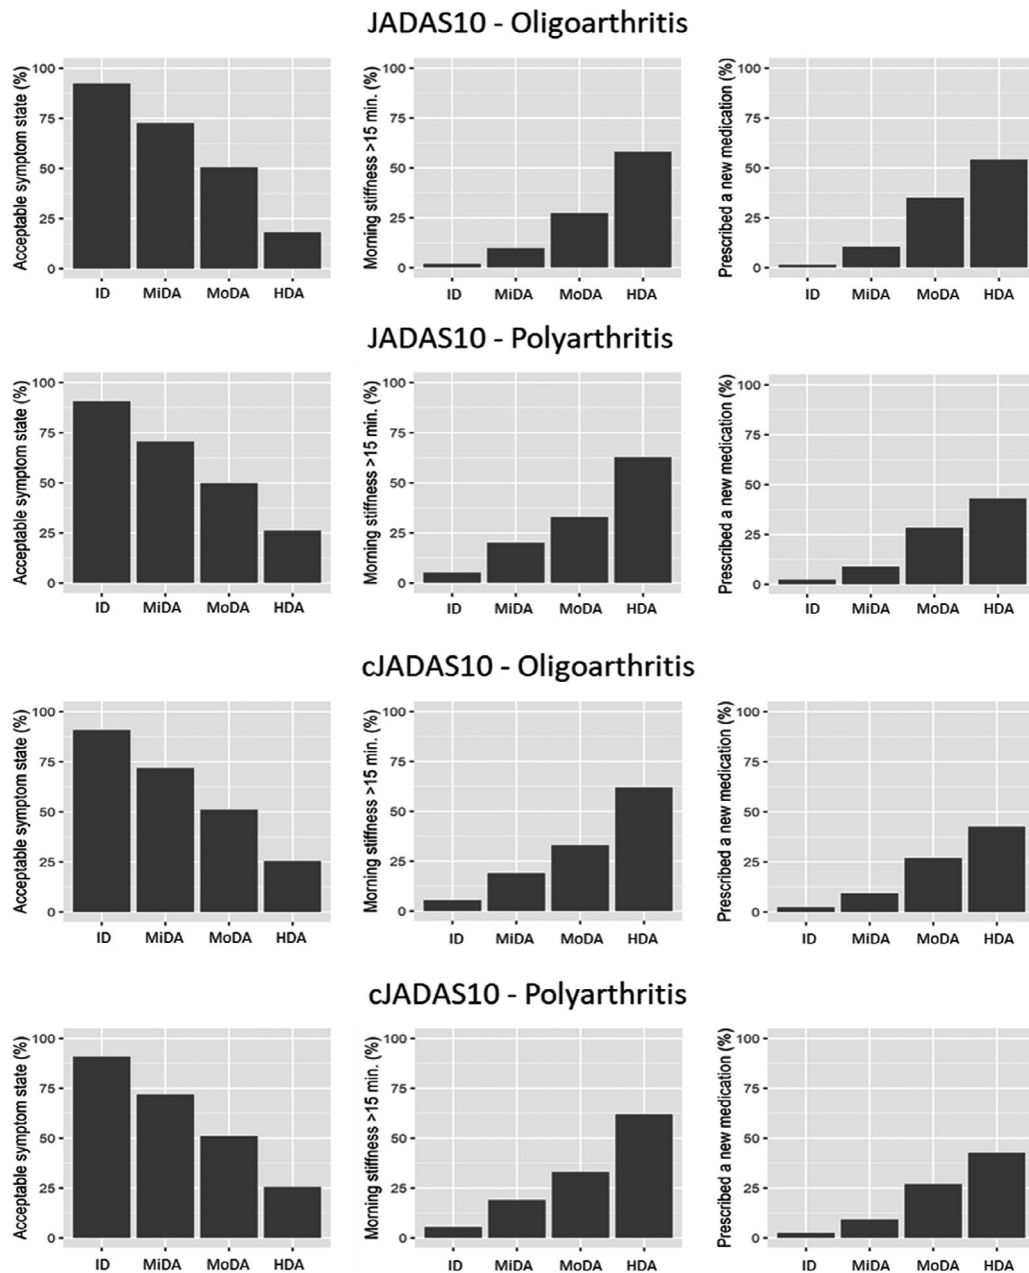 JADAS10 - Oligoarthritis
Acceptable symptom state (%)
100
75
50
25
0
ID MiDA MoDA HDA
Morning stiffness >15 min. (%)
100
75
50
25
0
ID MiDA MoDA HDA
Prescribed a new medication (%)
100
75
50
25
0
ID MiDA MoDA HDA
JADAS10 - Polyarthritis
Acceptable symptom state (%)
100
75
50
25
0
ID MiDA MoDA HDA
Morning stiffness >15 min. (%)
100
75
50
25
0
ID MiDA MoDA HDA
Prescribed a new medication (%)
100
75
50
25
0
ID MiDA MoDA HDA
cJADAS10 - Oligoarthritis
Acceptable symptom state (%)
100
75
50
25
0
ID MiDA MoDA HDA
Morning stiffness >15 min. (%)
100
75
50
25
0
ID MiDA MoDA HDA
Prescribed a new medication (%)
100
75
50
25
0
ID MiDA MoDA HDA
cJADAS10 - Polyarthritis
Acceptable symptom state (%)
100
75
50
25
0
ID MiDA MoDA HDA
Morning stiffness >15 min. (%)
100
75
50
25
0
ID MiDA MoDA HDA
Prescribed a new medication (%)
100
75
50
25
0
ID MiDA MoDA HDA